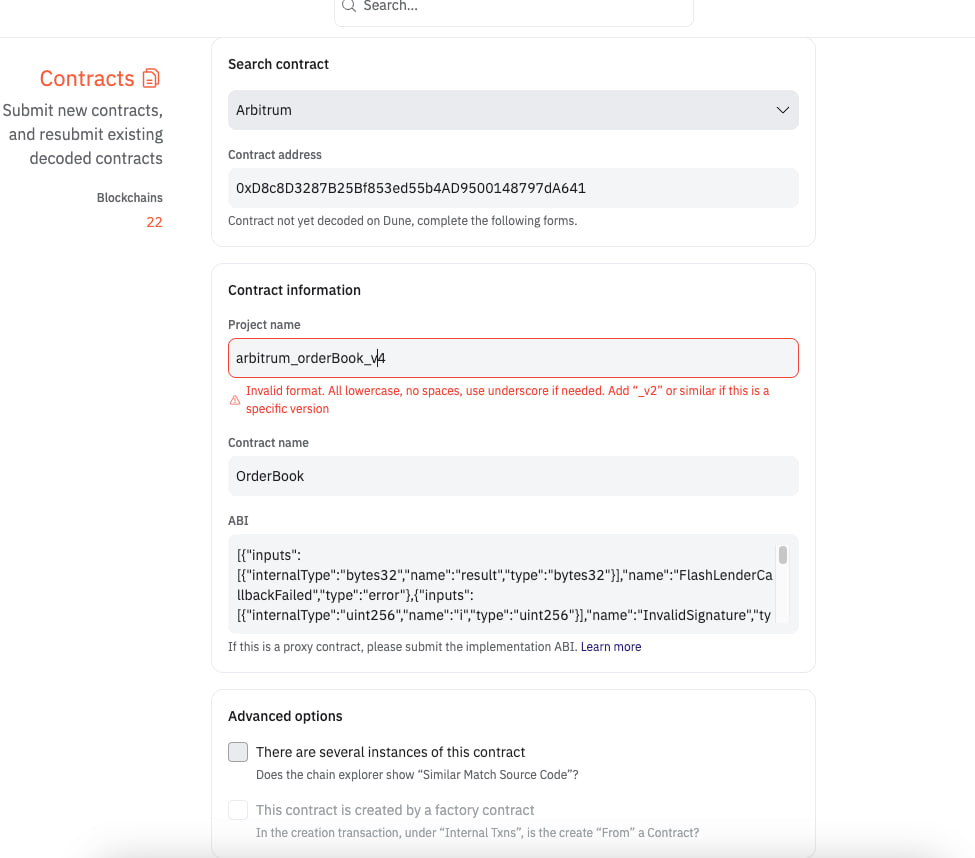 Search...
Contracts
Submit new contracts,
and resubmit existing
decoded contracts
Blockchains
22
Search contract
Arbitrum
Contract address
0xD8c8D3287B25Bf853ed55b4AD9500148797dA641
Contract not yet decoded on Dune, complete the following forms.
Contract information
Project name
arbitrum_orderBook_v4
Invalid format. All lowercase, no spaces, use underscore if needed. Add “_v2” or similar if this is a
specific version
Contract name
OrderBook
ABI
[{"inputs":
[{"internalType":"bytes32","name":"result","type":"bytes32"}],"name":"FlashLenderCa
llbackFailed","type":"error"},{"inputs":
[{"internalType":"uint256","name":"i","type":"uint256"}],"name":"InvalidSignature","ty
If this is a proxy contract, please submit the implementation ABI. Learn more
Advanced options
There are several instances of this contract
Does the chain explorer show “Similar Match Source Code”?
This contract is created by a factory contract
In the creation transaction, under “Internal Txns”, is the create “From” a Contract?